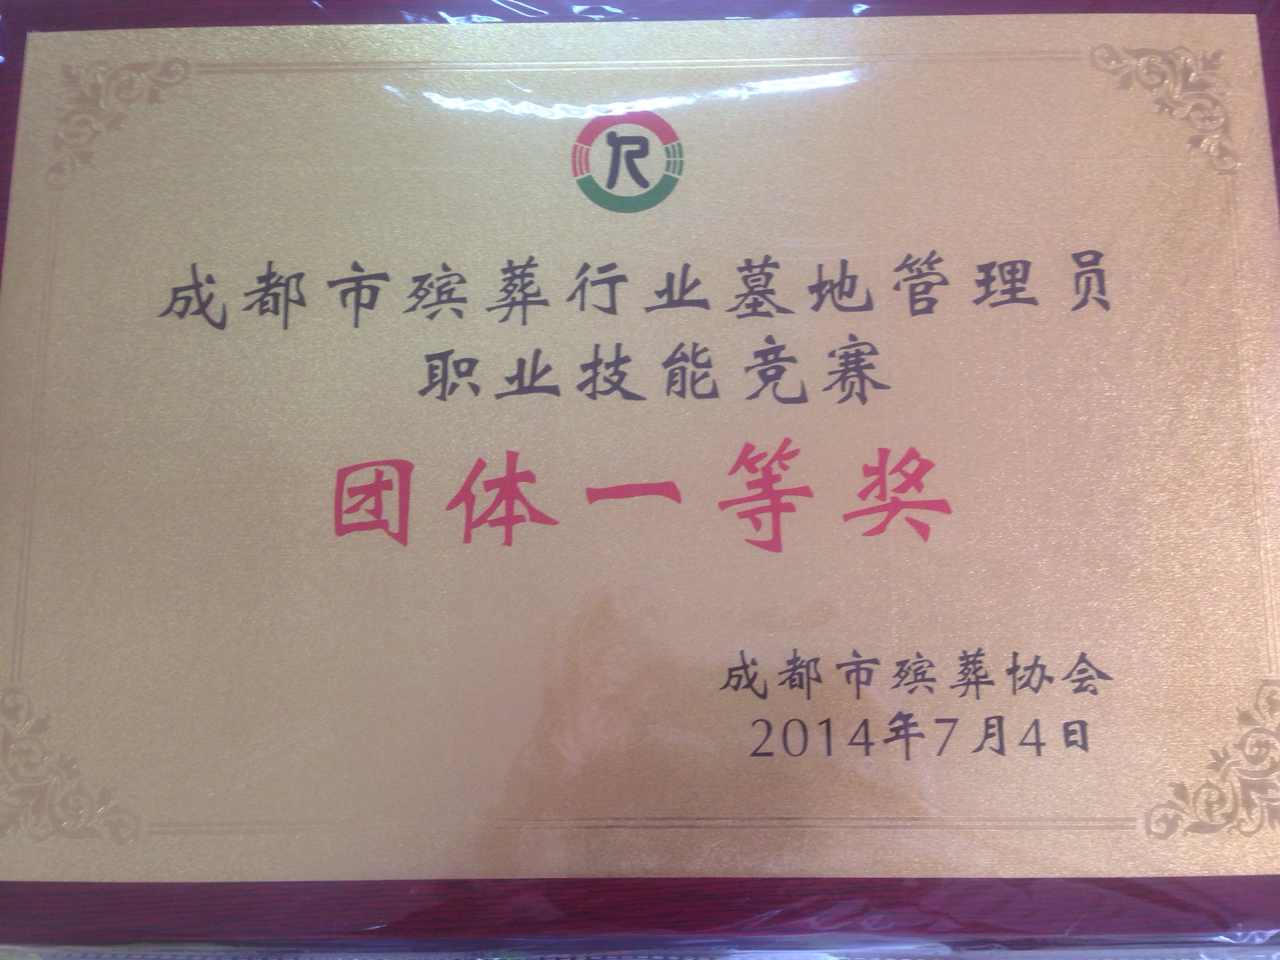 成都市殡葬行业墓地管理员
职业技能竞赛
团体一等奖
成都市殡葬协会
2014年7月4日